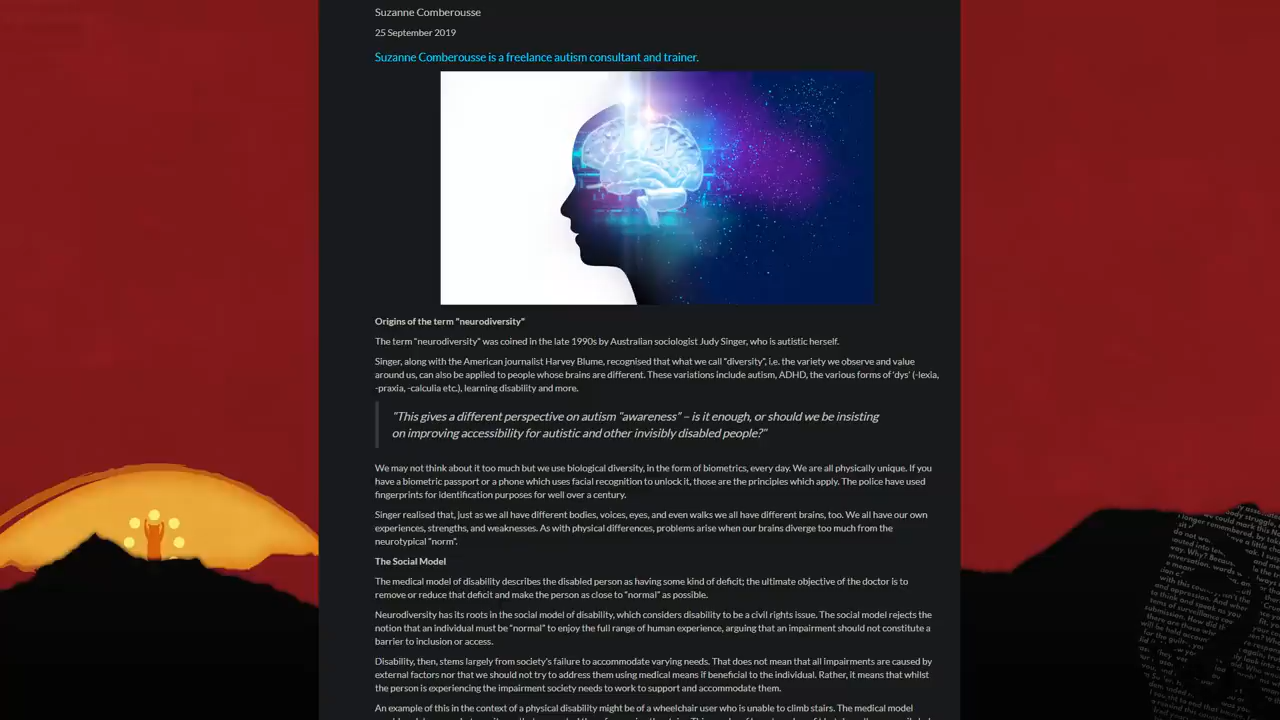 Suzanne Comberousse
25 September 2019
Suzanne Comberousse is a freelance autism consultant and trainer.
Origins of the term "neurodiversity"
The term "neurodiversity" was coined in the late 1990s by Australian sociologist Judy Singer, who is autistic herself.
Singer, along with the American journalist Harvey Blume, recognised that what we call "diversity", i.e. the variety we observe and value
around us, can also be applied to people whose brains are different. These variations include autism, ADHD, the various forms of 'dys' (-lexia,
-praxia, -calculia etc.), learning disability and more.
"This gives a different perspective on autism "awareness" – is it enough, or should we be insisting
on improving accessibility for autistic and other invisibly disabled people?"
We may not think about it too much but we use biological diversity, in the form of biometrics, every day. We are all physically unique. If you
have a biometric passport or a phone which uses facial recognition to unlock it, those are the principles which apply. The police have used
fingerprints for identification purposes for well over a century.
Singer realised that, just as we all have different bodies, voices, eyes, and even walks we all have different brains, too. We all have our own
experiences, strengths, and weaknesses. As with physical differences, problems arise when our brains diverge too much from the
neurotypical "norm".
The Social Model
The medical model of disability describes the disabled person as having some kind of deficit; the ultimate objective of the doctor is to
remove or reduce that deficit and make the person as close to "normal" as possible.
Neurodiversity has its roots in the social model of disability, which considers disability to be a civil rights issue. The social model rejects the
notion that an individual must be "normal" to enjoy the full range of human experience, arguing that an impairment should not constitute a
barrier to inclusion or access.
Disability, then, stems largely from society's failure to accommodate varying needs. That does not mean that all impairments are caused by
external factors nor that we should not try to address them using medical means if beneficial to the individual. Rather, it means that whilst
the person is experiencing the impairment society needs to work to support and accommodate them.
An example of this in the context of a physical disability might be of a wheelchair user who is unable to climb stairs. The medical model